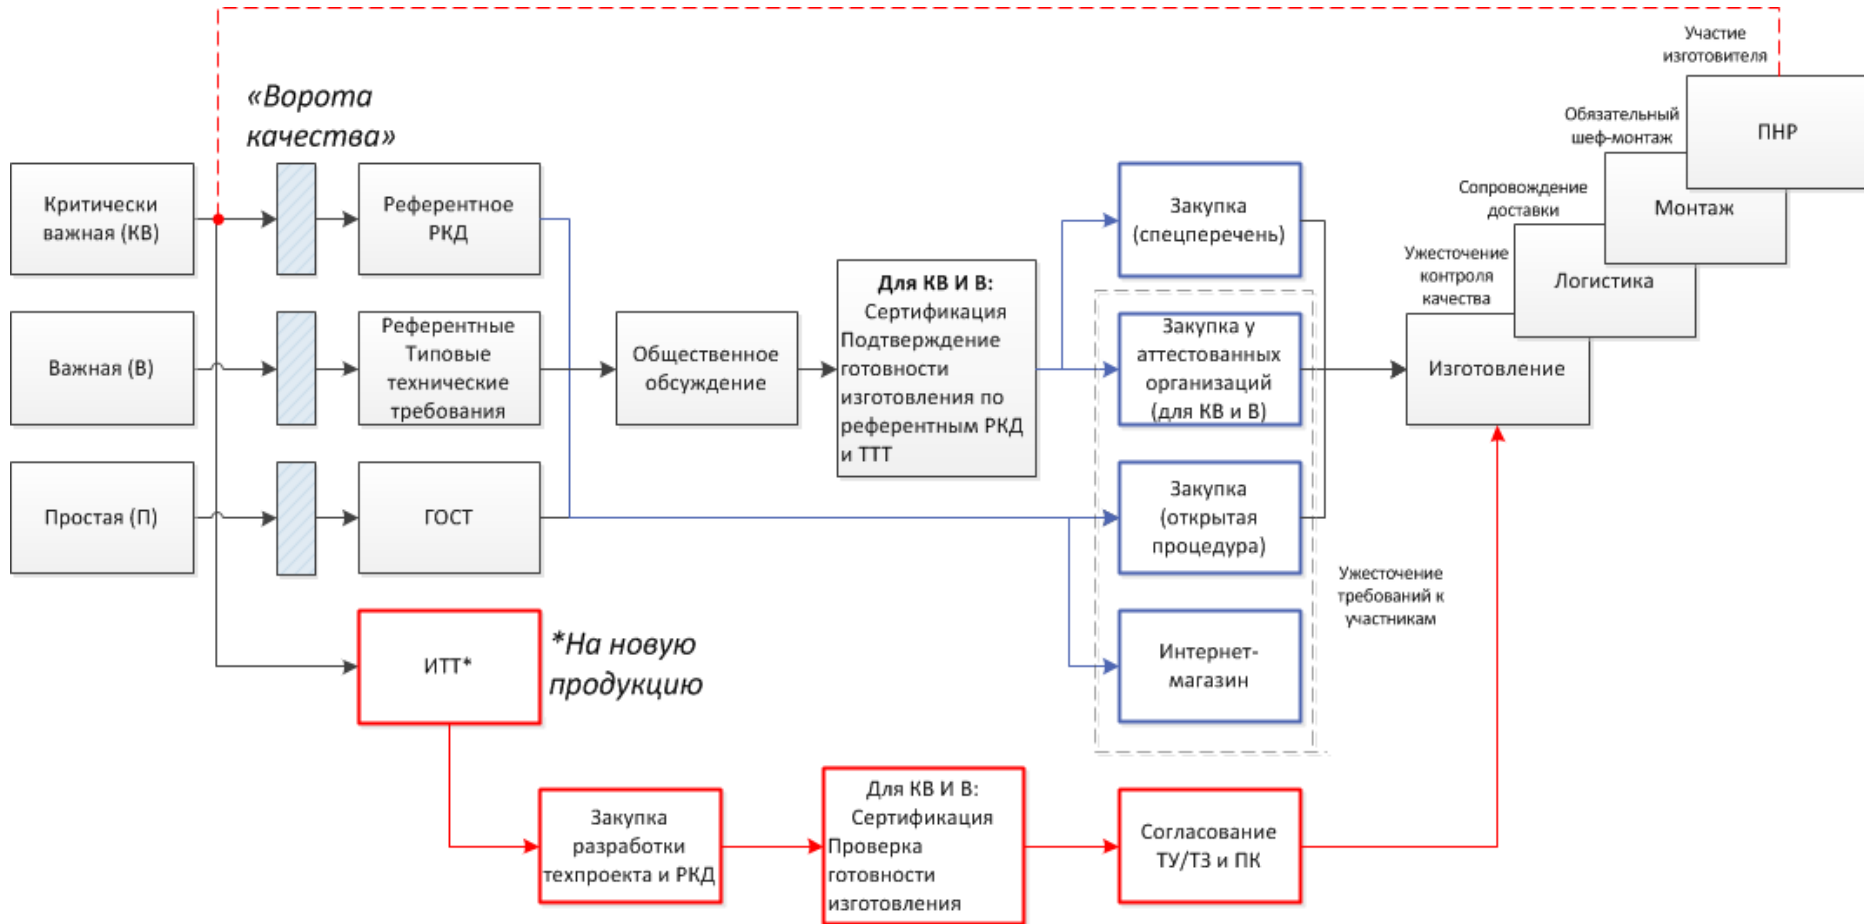 Участие
изготовителя
«Ворота
качества»
Обязательный
шеф-монтаж
ПНР
Критически
важная (КВ)
Референтное
РКД
Закупка
(спецперечень)
Сопровождение
доставки
Монтаж
Ужесточение
контроля
качества
Логистика
Важная (В)
Референтные
Типовые
технические
требования
Общественное
обсуждение
Для КВ И В:
Сертификация
Подтверждение
готовности
изготовления по
референтным РКД
и ТТТ
Закупка у
аттестованных
организаций
(для КВ и В)
Изготовление
Простая (П)
ГОСТ
Закупка
(открытая
процедура)
Ужесточение
требований к
участникам
ИТТ*
*На новую
продукцию
Интернет-
магазин
Закупка
разработки
техпроекта и РКД
Для КВ И В:
Сертификация
Проверка
готовности
изготовления
Согласование
ТУ/ТЗ и ПК